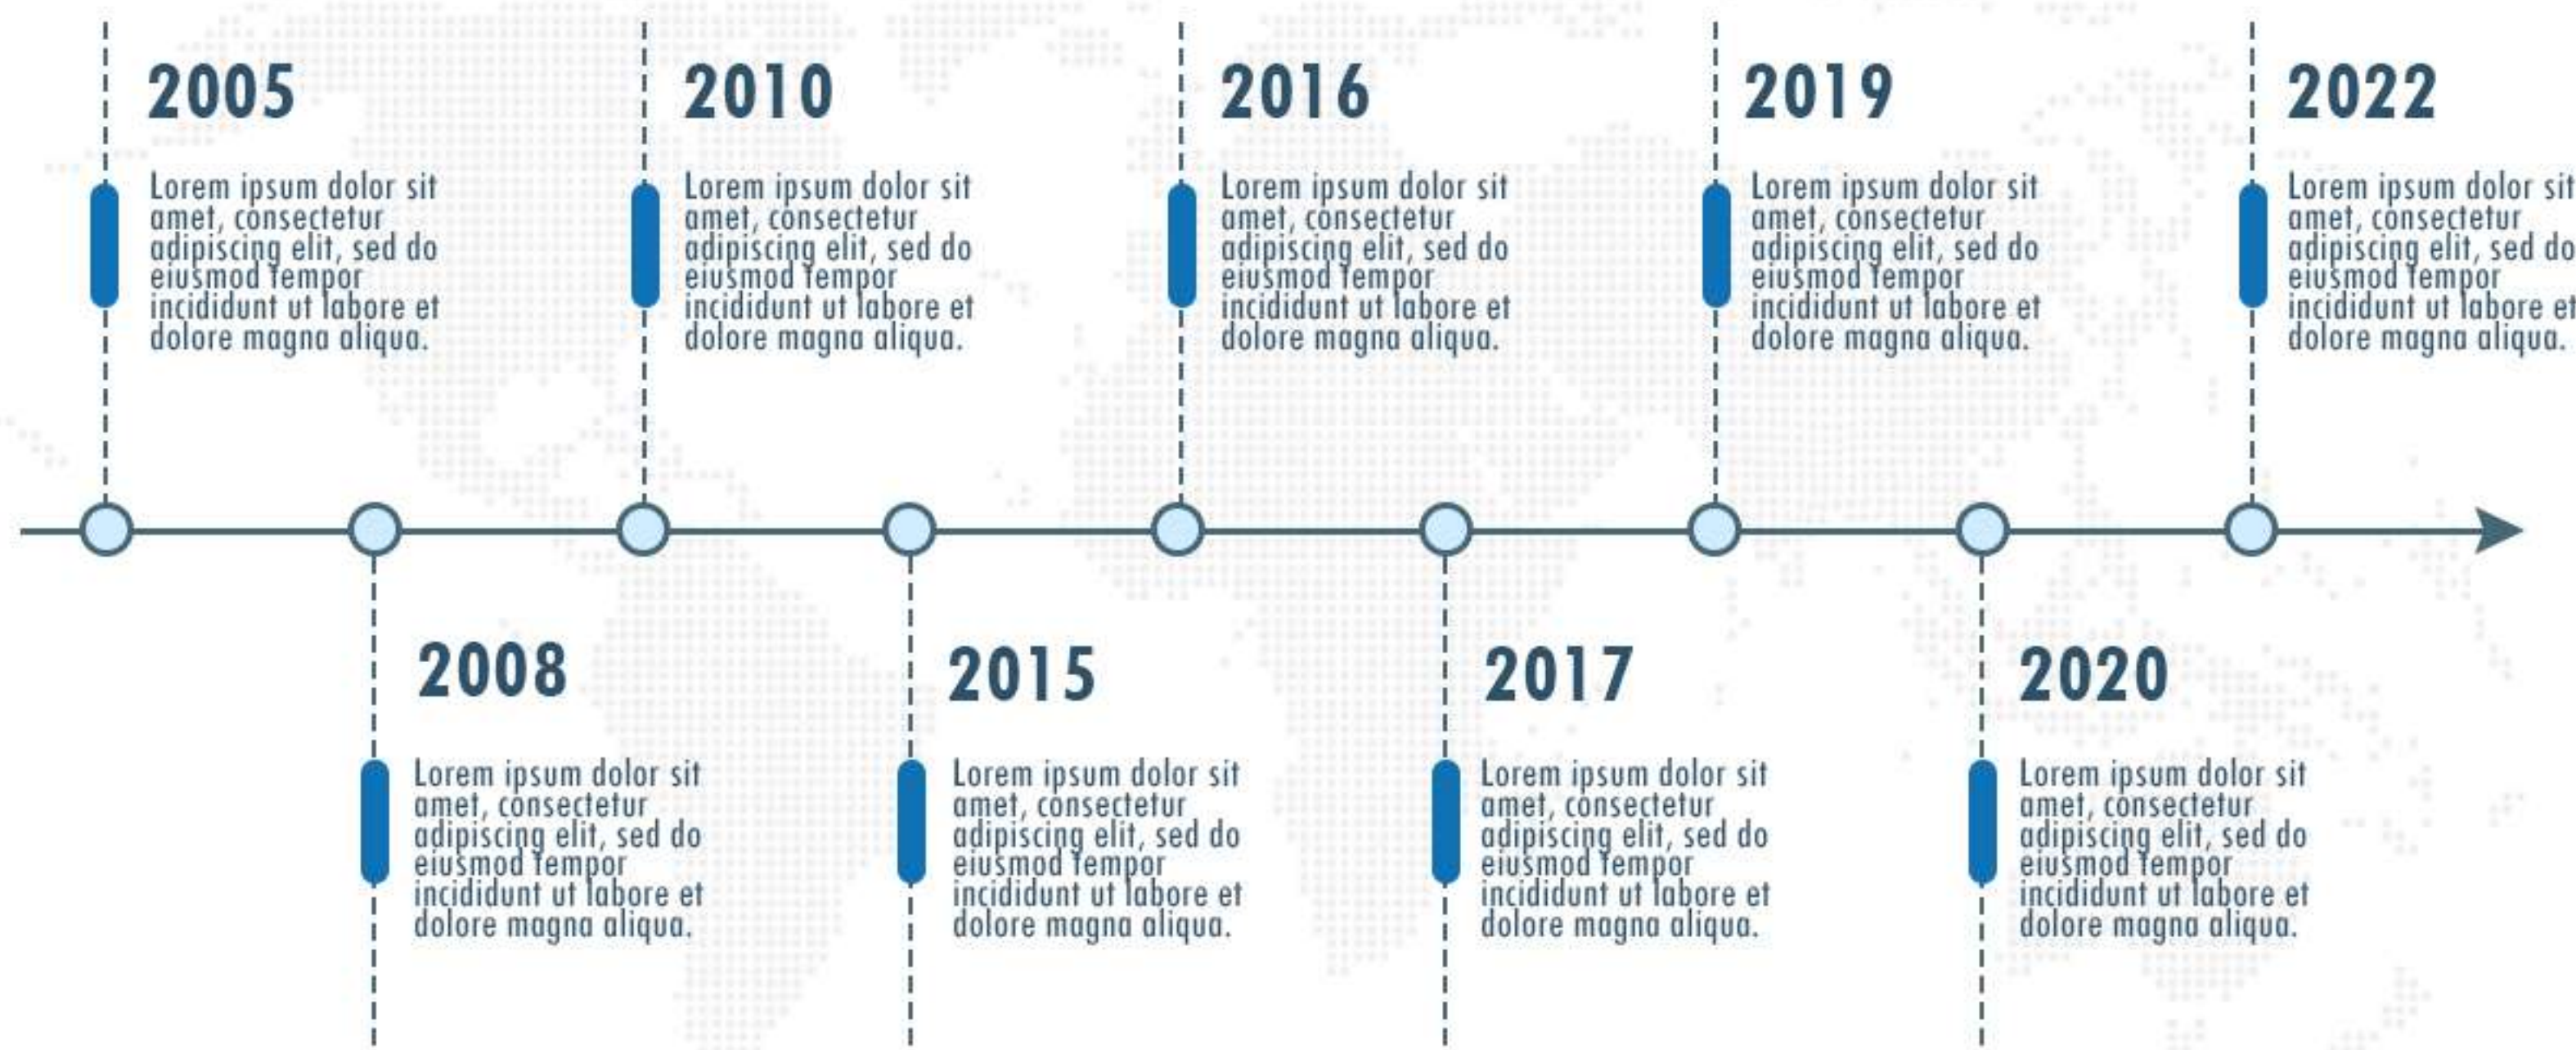 2005
Lorem ipsum dolor sit
amet, consectetur
adipiscing elit, sed do
eiusmod tempor
incididunt ut labore et
dolore magna aliqua.
2010
Lorem ipsum dolor sit
amet, consectetur
adipiscing elit, sed do
eiusmod tempor
incididunt ut labore et
dolore magna aliqua.
2016
Lorem ipsum dolor sit
amet, consectetur
adipiscing elit, sed do
eiusmod tempor
incididunt ut labore et
dolore magna aliqua.
2019
Lorem ipsum dolor sit
amet, consectetur
adipiscing elit, sed do
eiusmod tempor
incididunt ut labore et
dolore magna aliqua.
2022
Lorem ipsum dolor sit
amet, consectetur
adipiscing elit, sed do
eiusmod tempor
incididunt ut labore et
dolore magna aliqua.
2008
Lorem ipsum dolor sit
amet, consectetur
adipiscing elit, sed do
eiusmod tempor
incididunt ut labore et
dolore magna aliqua.
2015
Lorem ipsum dolor sit
amet, consectetur
adipiscing elit, sed do
eiusmod tempor
incididunt ut labore et
dolore magna aliqua.
2017
Lorem ipsum dolor sit
amet, consectetur
adipiscing elit, sed do
eiusmod tempor
incididunt ut labore et
dolore magna aliqua.
2020
Lorem ipsum dolor sit
amet, consectetur
adipiscing elit, sed do
eiusmod tempor
incididunt ut labore et
dolore magna aliqua.